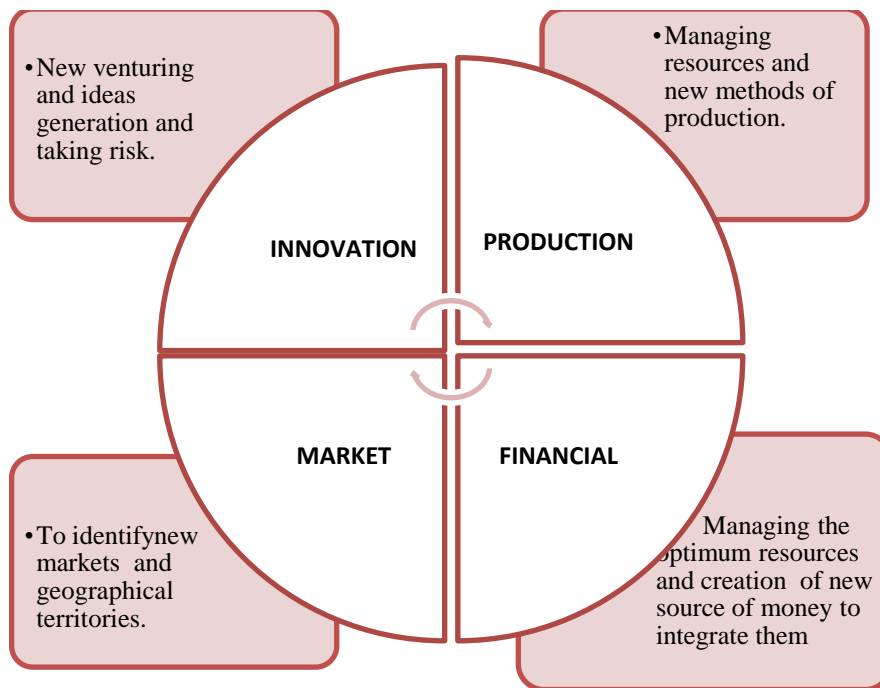 •New venturing
and ideas
generation and
taking risk.
•Managing
resources and
new methods of
production.
INNOVATION
PRODUCTION
MARKET
FINANCIAL
•To identifynew
markets and
geographical
territories.
Managing the
optimum resources
and creation of new
source of money to
integrate them